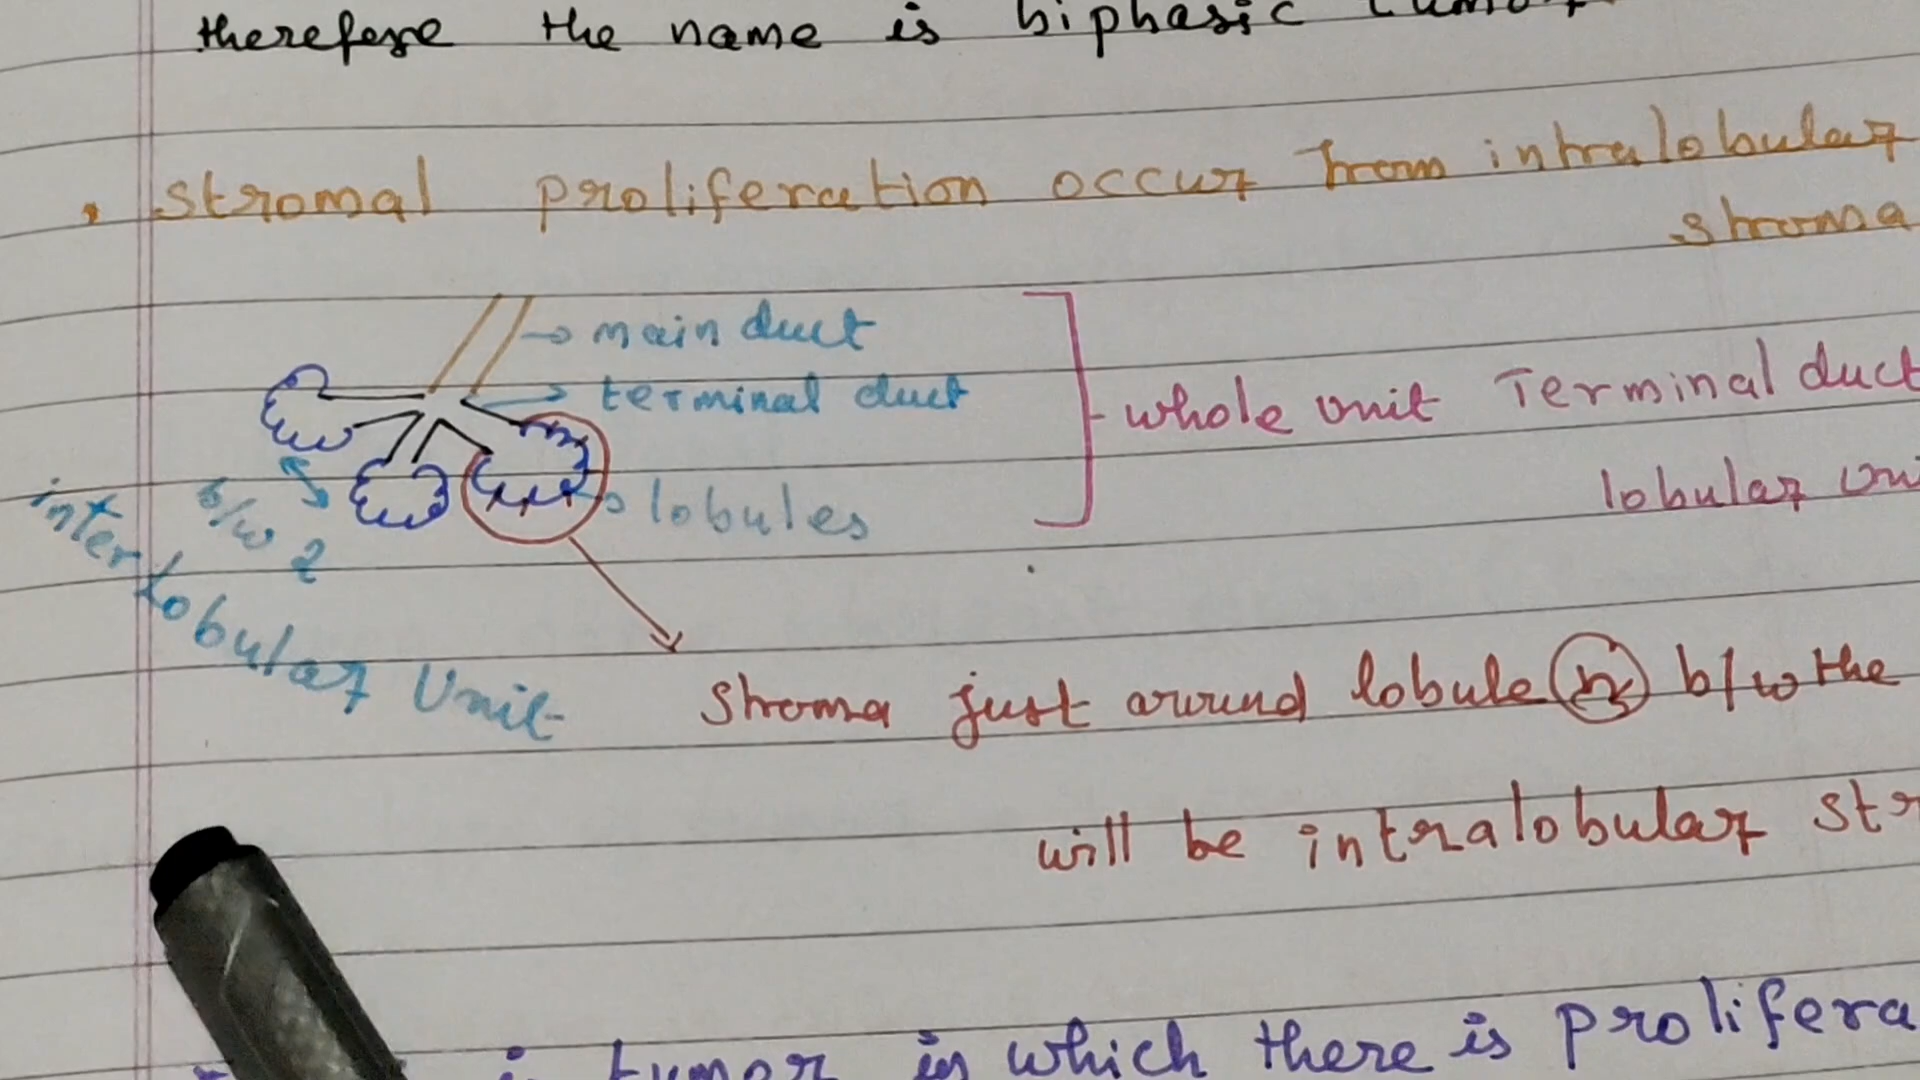 therefore the name is biphasic tumor
• stromal proliferation occur from intralobular
stroma
→ main duct
→ terminal duct
whole unit Terminal duct
lobular
→ lobules
b/w 2
interlobular Unit
Stroma just around lobule b/w the
will be intralobular
tumor in which there is prolifera